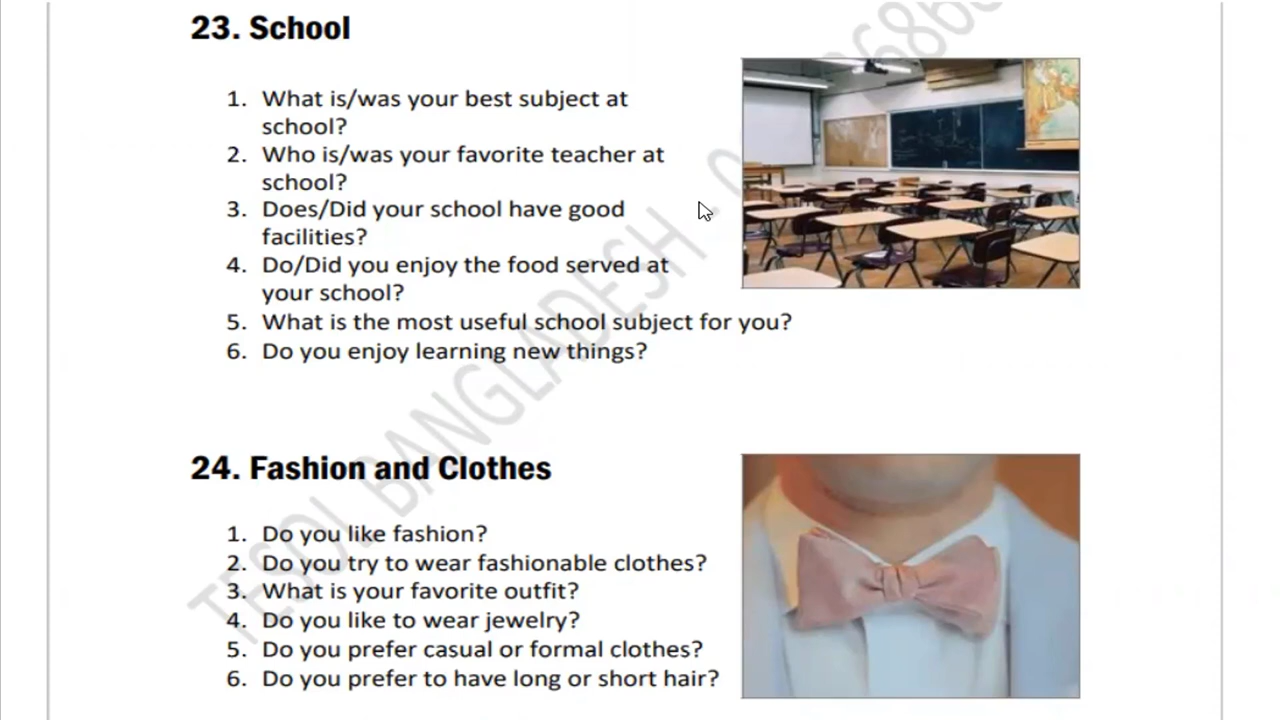 23. School
1. What is/was your best subject at
school?
2. Who is/was your favorite teacher at
school?
3. Does/Did your school have good
facilities?
4. Do/Did you enjoy the food served at
your school?
5. What is the most useful school subject for you?
6. Do you enjoy learning new things?
TESOL BANGLADESH - 0
24. Fashion and Clothes
1. Do you like fashion?
2. Do you try to wear fashionable clothes?
3. What is your favorite outfit?
4. Do you like to wear jewelry?
5. Do you prefer casual or formal clothes?
6. Do you prefer to have long or short hair?